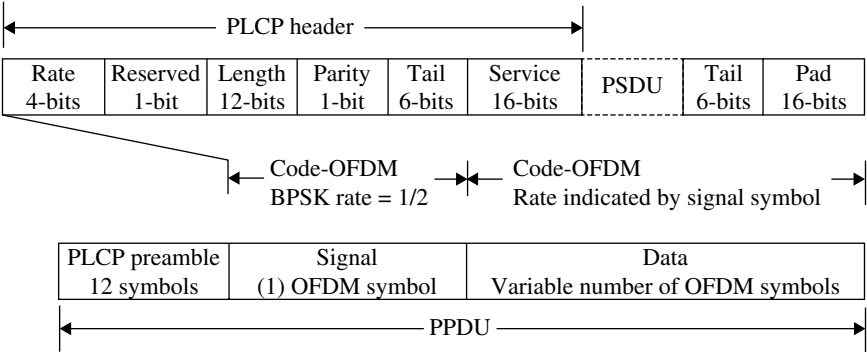 PLCP header
Rate Reserved Length Parity Tail Service PSDU Tail Pad
4-bits 1-bit 12-bits 1-bit 6-bits 16-bits 6-bits 16-bits
Code-OFDM Code-OFDM
BPSK rate = 1/2 Rate indicated by signal symbol
PLCP preamble Signal Data
12 symbols (1) OFDM symbol Variable number of OFDM symbols
PPDU